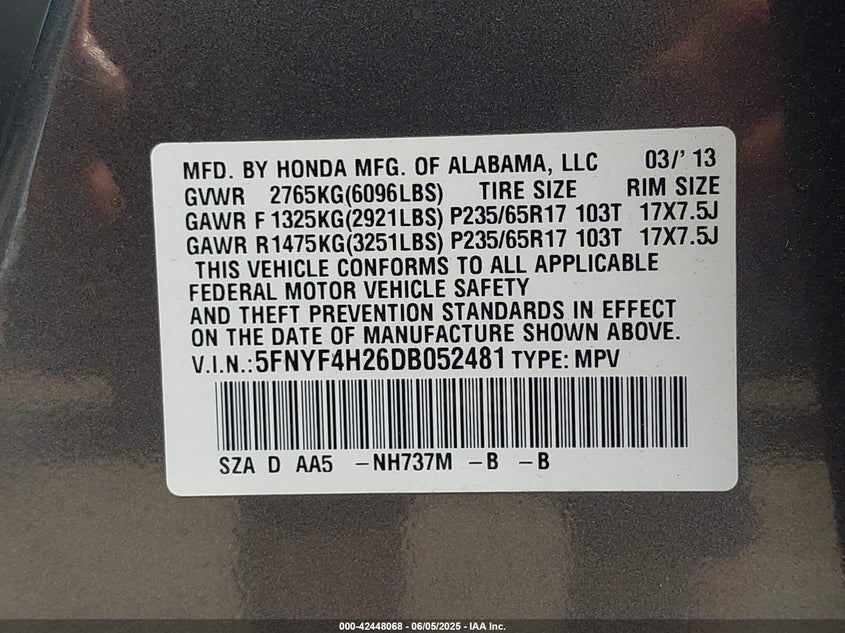 MFD. BY HONDA MFG. OF ALABAMA, LLC 03/' 13
GVWR 2765KG(6096LBS) TIRE SIZE RIM SIZE
GAWR F 1325KG(2921LBS) P235/65R17 103T 17X7.5J
GAWR R1475KG(3251LBS) P235/65R17 103T 17X7.5J
THIS VEHICLE CONFORMS TO ALL APPLICABLE
FEDERAL MOTOR VEHICLE SAFETY
AND THEFT PREVENTION STANDARDS IN EFFECT
ON THE DATE OF MANUFACTURE SHOWN ABOVE.
V.I.N.:5FNYF4H26DB052481 TYPE: MPV
SZA D AA5 -NH737M -B -B
000-42448068 - 06/05/2025 - IAA Inc.